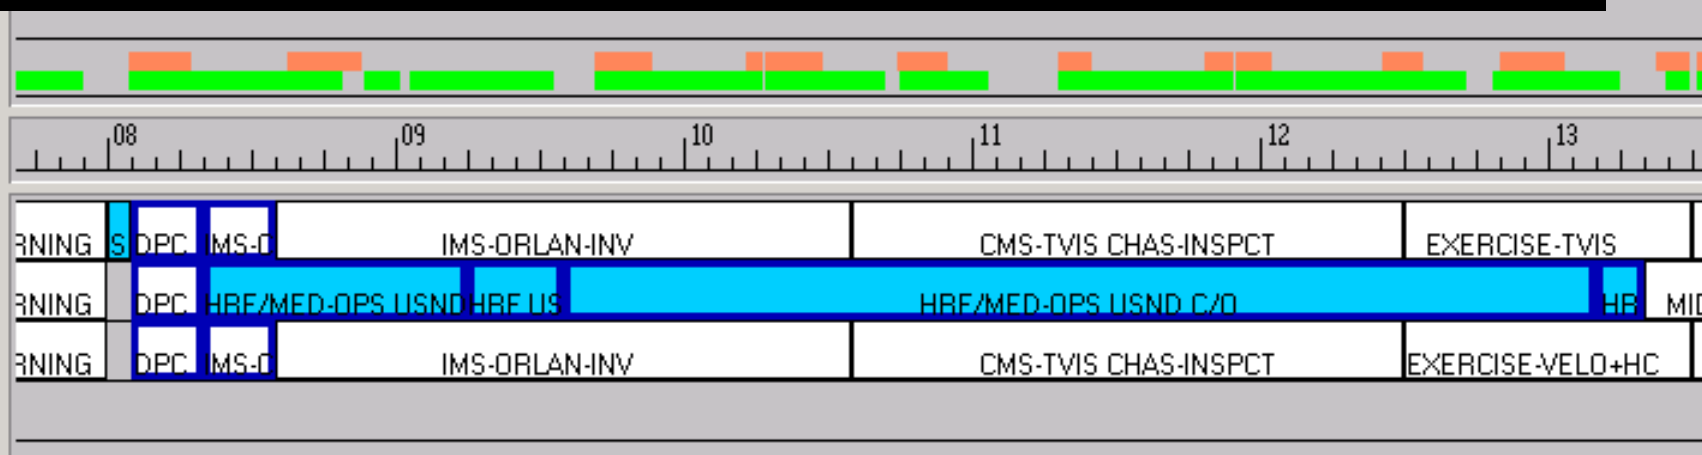 08 09 10 11 12 13
RNING S DPC IMS-C IMS-ORLAN-INV CMS-TVIS CHAS-INSPCT EXERCISE-TVIS
RNING DPC HRF/MED-OPS USND HRF US HRF/MED-OPS USND C/O HR MID
RNING DPC IMS-C IMS-ORLAN-INV CMS-TVIS CHAS-INSPCT EXERCISE-VELO+HC